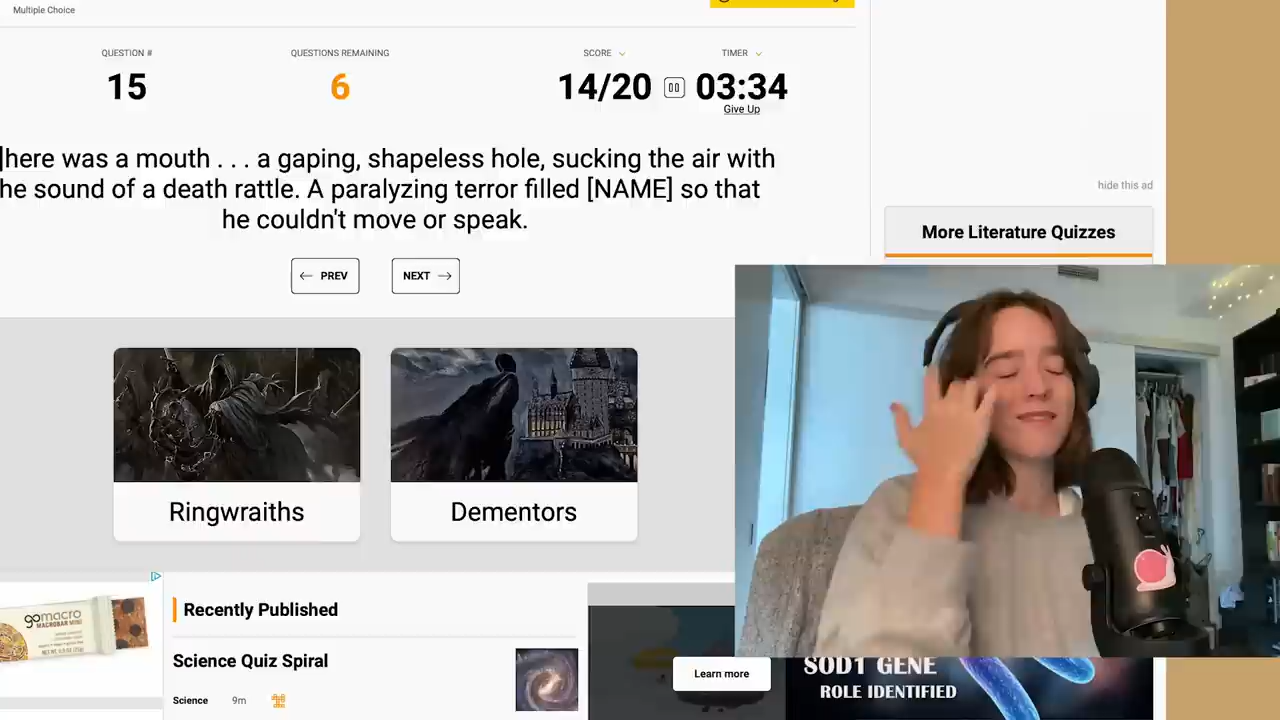 Multiple Choice
QUESTION #
QUESTIONS REMAINING
SCORE
TIMER
15
6
14/20
03:34
Give Up
here was a mouth . . . a gaping, shapeless hole, sucking the air with
he sound of a death rattle. A paralyzing terror filled [NAME] so that
he couldn't move or speak.
hide this ad
More Literature Quizzes
← PREV
NEXT →
Ringwraiths
Dementors
gomacro
MACROBAR MINI
Recently Published
Science Quiz Spiral
Science
9m
Learn more
SOD1 GENE
ROLE IDENTIFIED